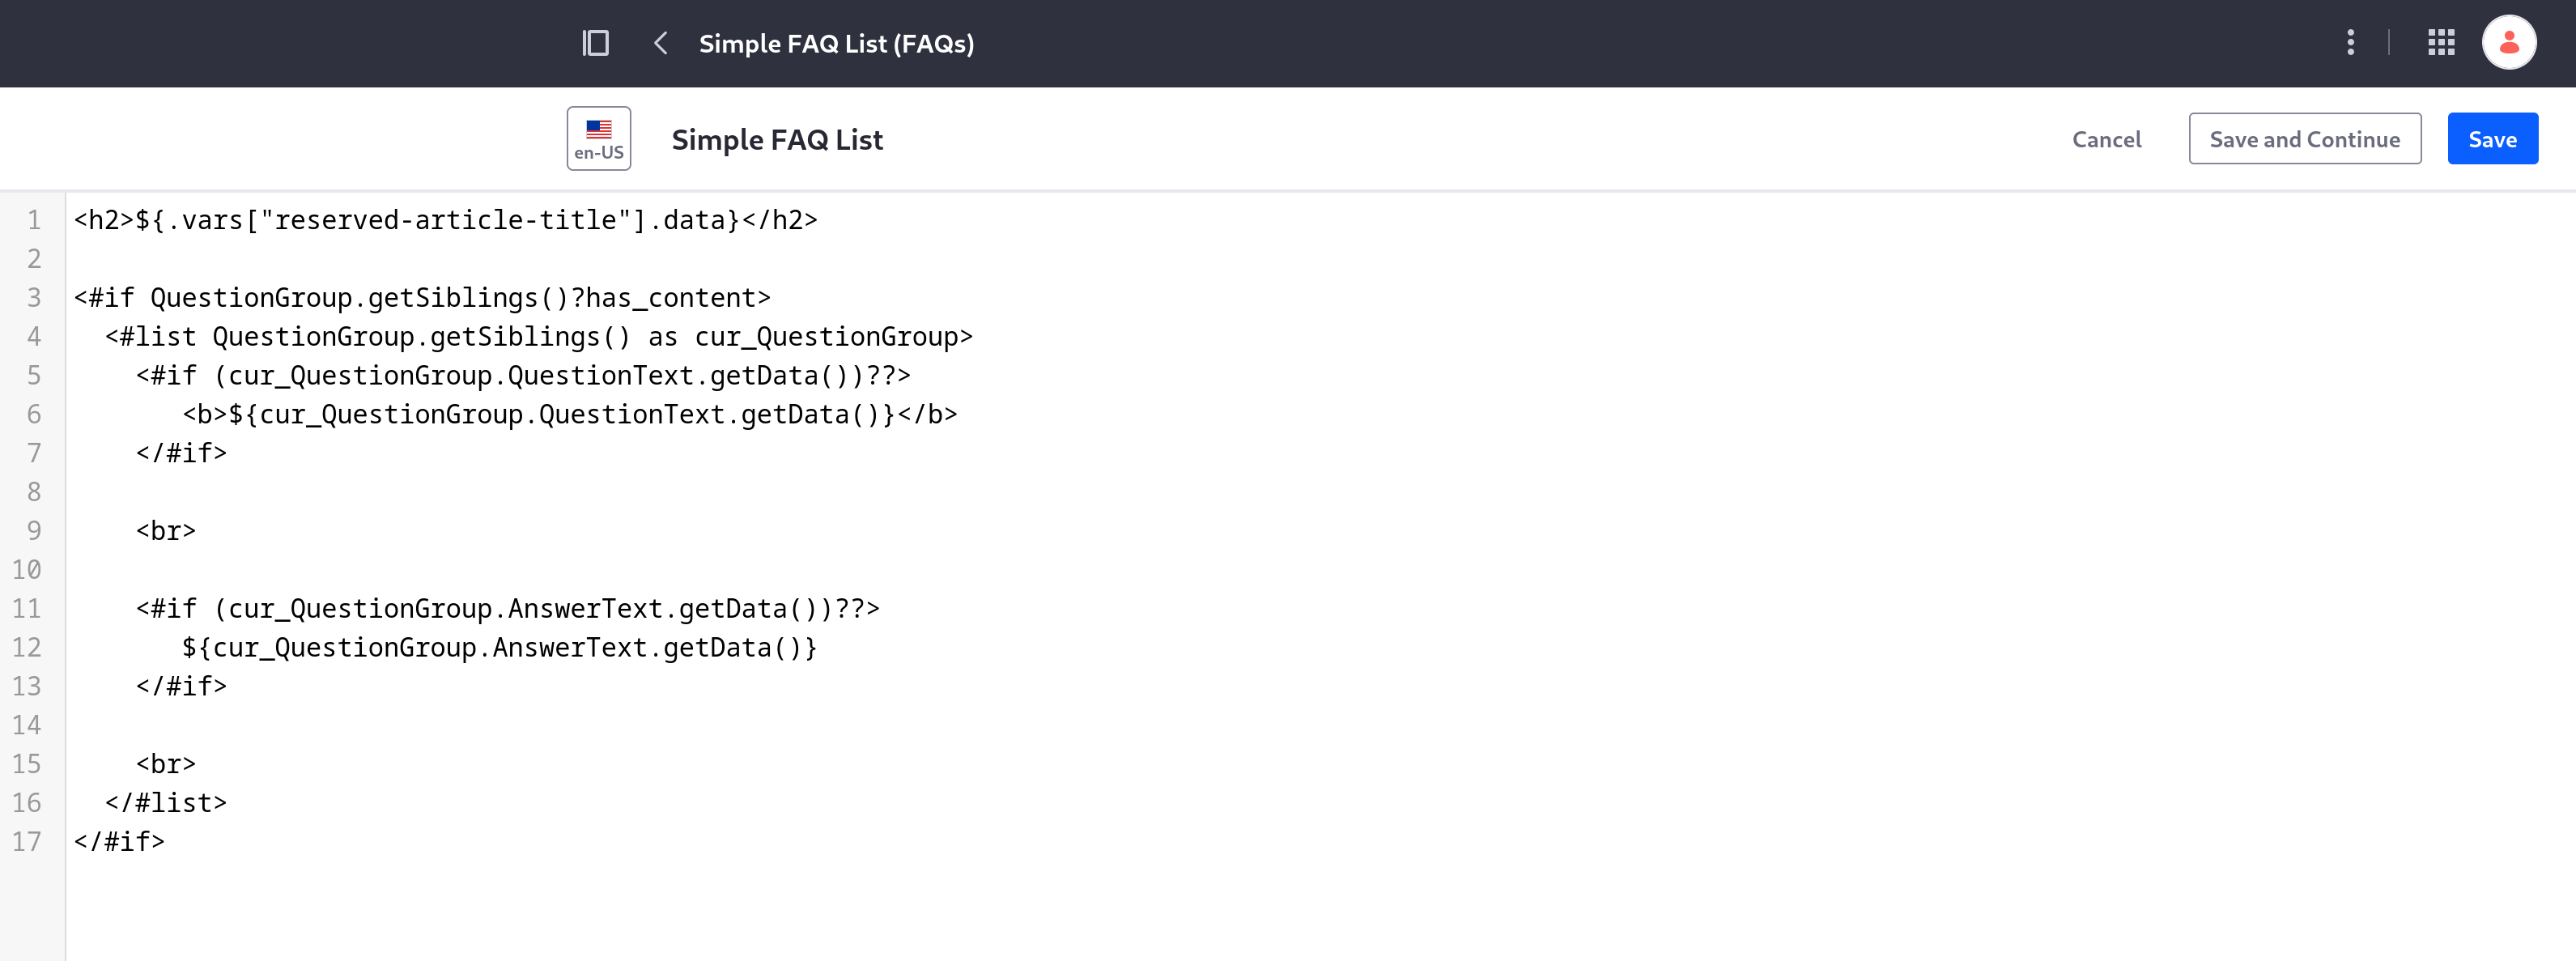 Simple FAQ List (FAQs)
en-US
Simple FAQ List
Cancel
Save and Continue
Save
1 <h2>${.vars["reserved-article-title"].data}</h2>
2
3 <#if QuestionGroup.getSiblings()?has_content>
4   <#list QuestionGroup.getSiblings() as cur_QuestionGroup>
5     <#if (cur_QuestionGroup.QuestionText.getData())??>
6        <b>${cur_QuestionGroup.QuestionText.getData()}</b>
7     </#if>
8
9     <br>
10
11     <#if (cur_QuestionGroup.AnswerText.getData())??>
12        ${cur_QuestionGroup.AnswerText.getData()}
13     </#if>
14
15     <br>
16   </#list>
17 </#if>